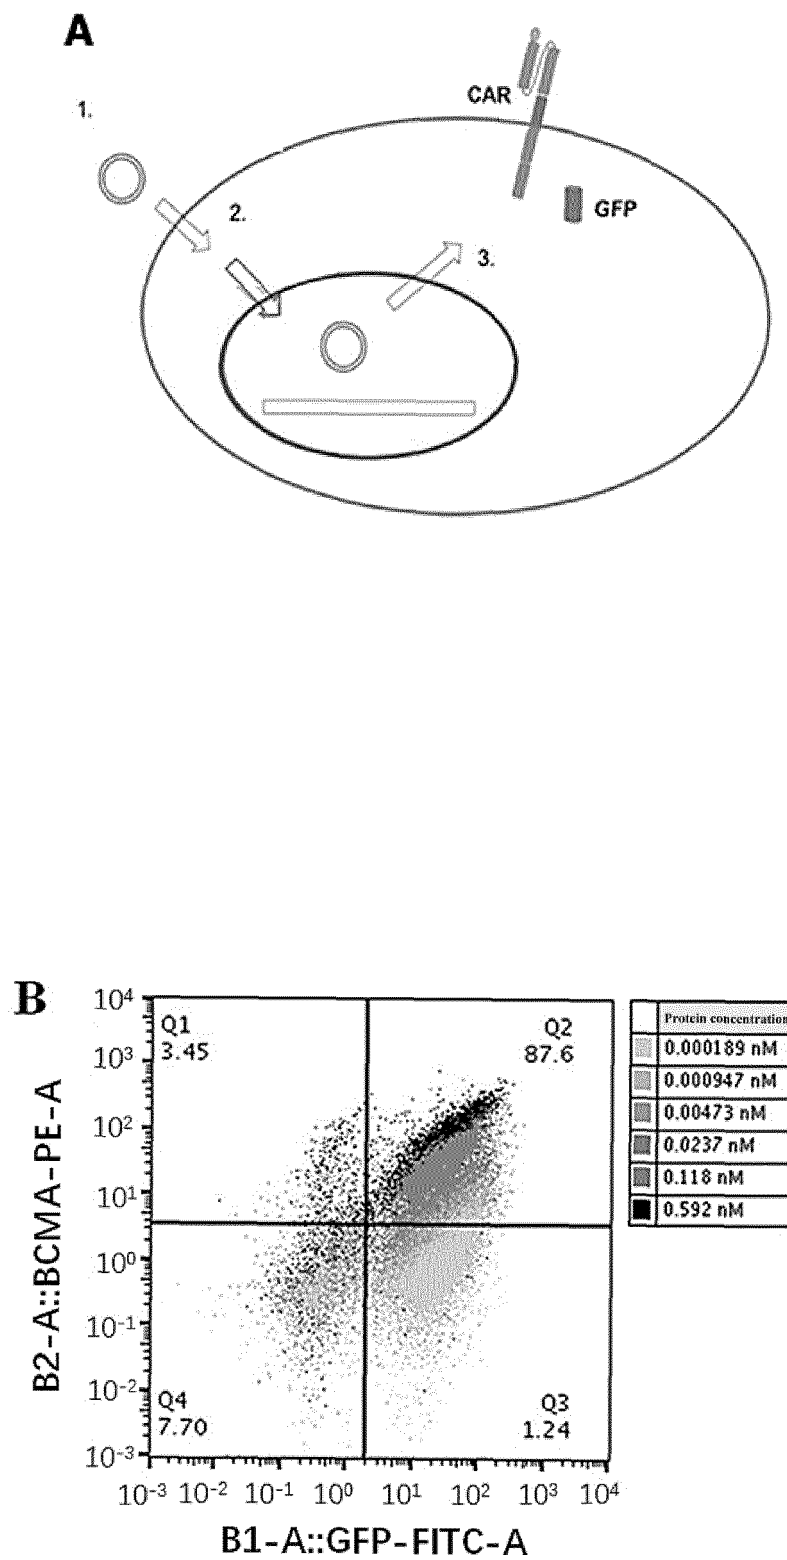 A
1.
CAR
2.
GFP
3.
B
10⁴
10³
10²
10¹
10⁰
10⁻¹
10⁻²
10⁻³
B2-A::BCMA-PE-A
Q1
3.45
Q2
87.6
Q4
7.70
Q3
1.24
10⁻³ 10⁻² 10⁻¹ 10⁰ 10¹ 10² 10³ 10⁴
B1-A::GFP-FITC-A
Protein concentration
0.000189 nM
0.000947 nM
0.00473 nM
0.0237 nM
0.118 nM
0.592 nM